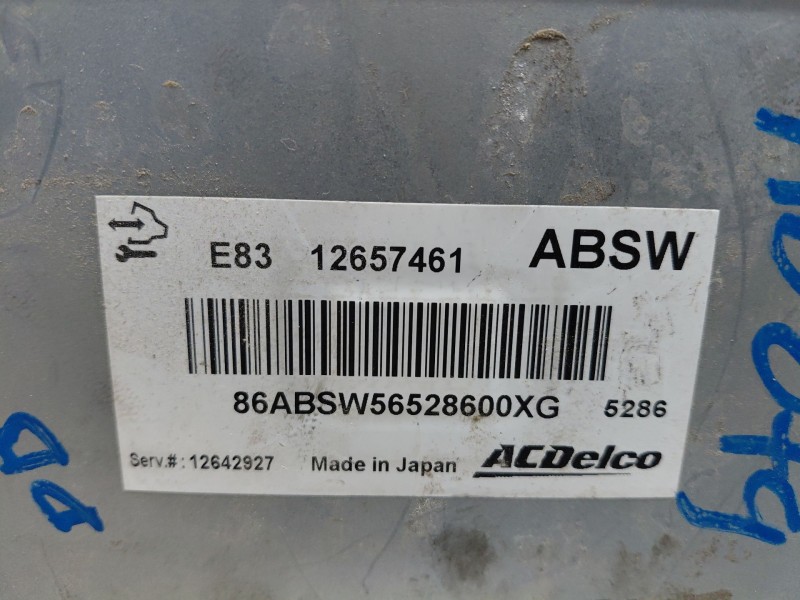 E83 12657461 ABSW
86ABSW56528600XG 5286
Serv.#: 12642927 Made in Japan ACDelco